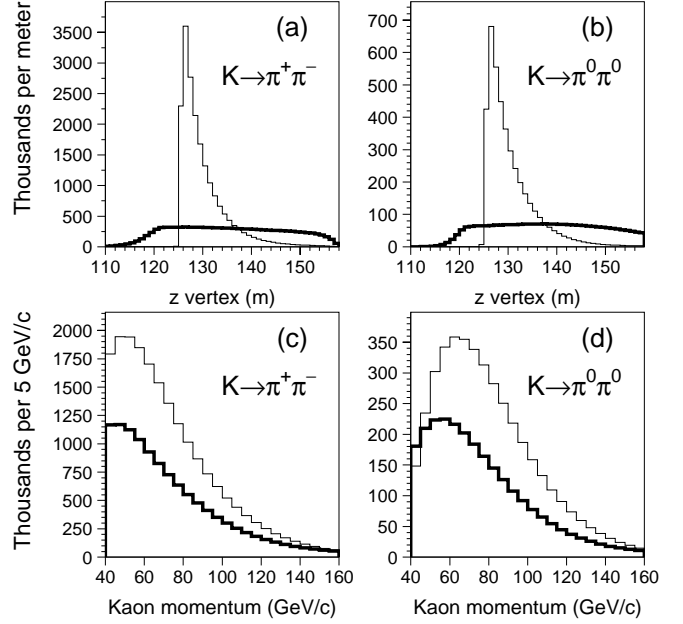 (a)
K→π⁺π⁻
Thousands per meter
3500
3000
2500
2000
1500
1000
500
0
110 120 130 140 150
z vertex (m)
(b)
K→π⁰π⁰
700
600
500
400
300
200
100
0
110 120 130 140 150
z vertex (m)
(c)
K→π⁺π⁻
Thousands per 5 GeV/c
2000
1750
1500
1250
1000
750
500
250
0
40 60 80 100 120 140 160
Kaon momentum (GeV/c)
(d)
K→π⁰π⁰
350
300
250
200
150
100
50
0
40 60 80 100 120 140 160
Kaon momentum (GeV/c)